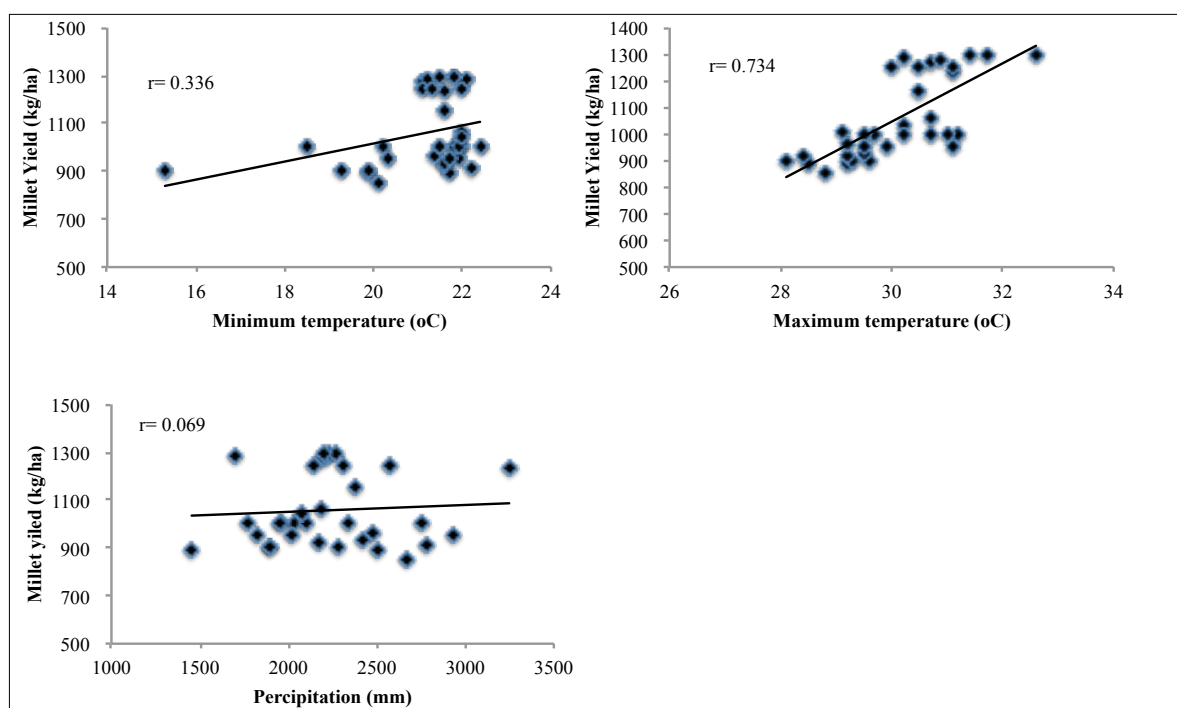 1500
1300
1100
900
700
500
r= 0.336
Millet Yield (kg/ha)
14 16 18 20 22 24
Minimum temperature (oC)
1400
1300
1200
1100
1000
900
800
700
600
500
r= 0.734
Millet Yield (kg/ha)
26 28 30 32 34
Maximum temperature (oC)
1500
1300
1100
900
700
500
r= 0.069
Millet yiled (kg/ha)
1000 1500 2000 2500 3000 3500
Percipitation (mm)